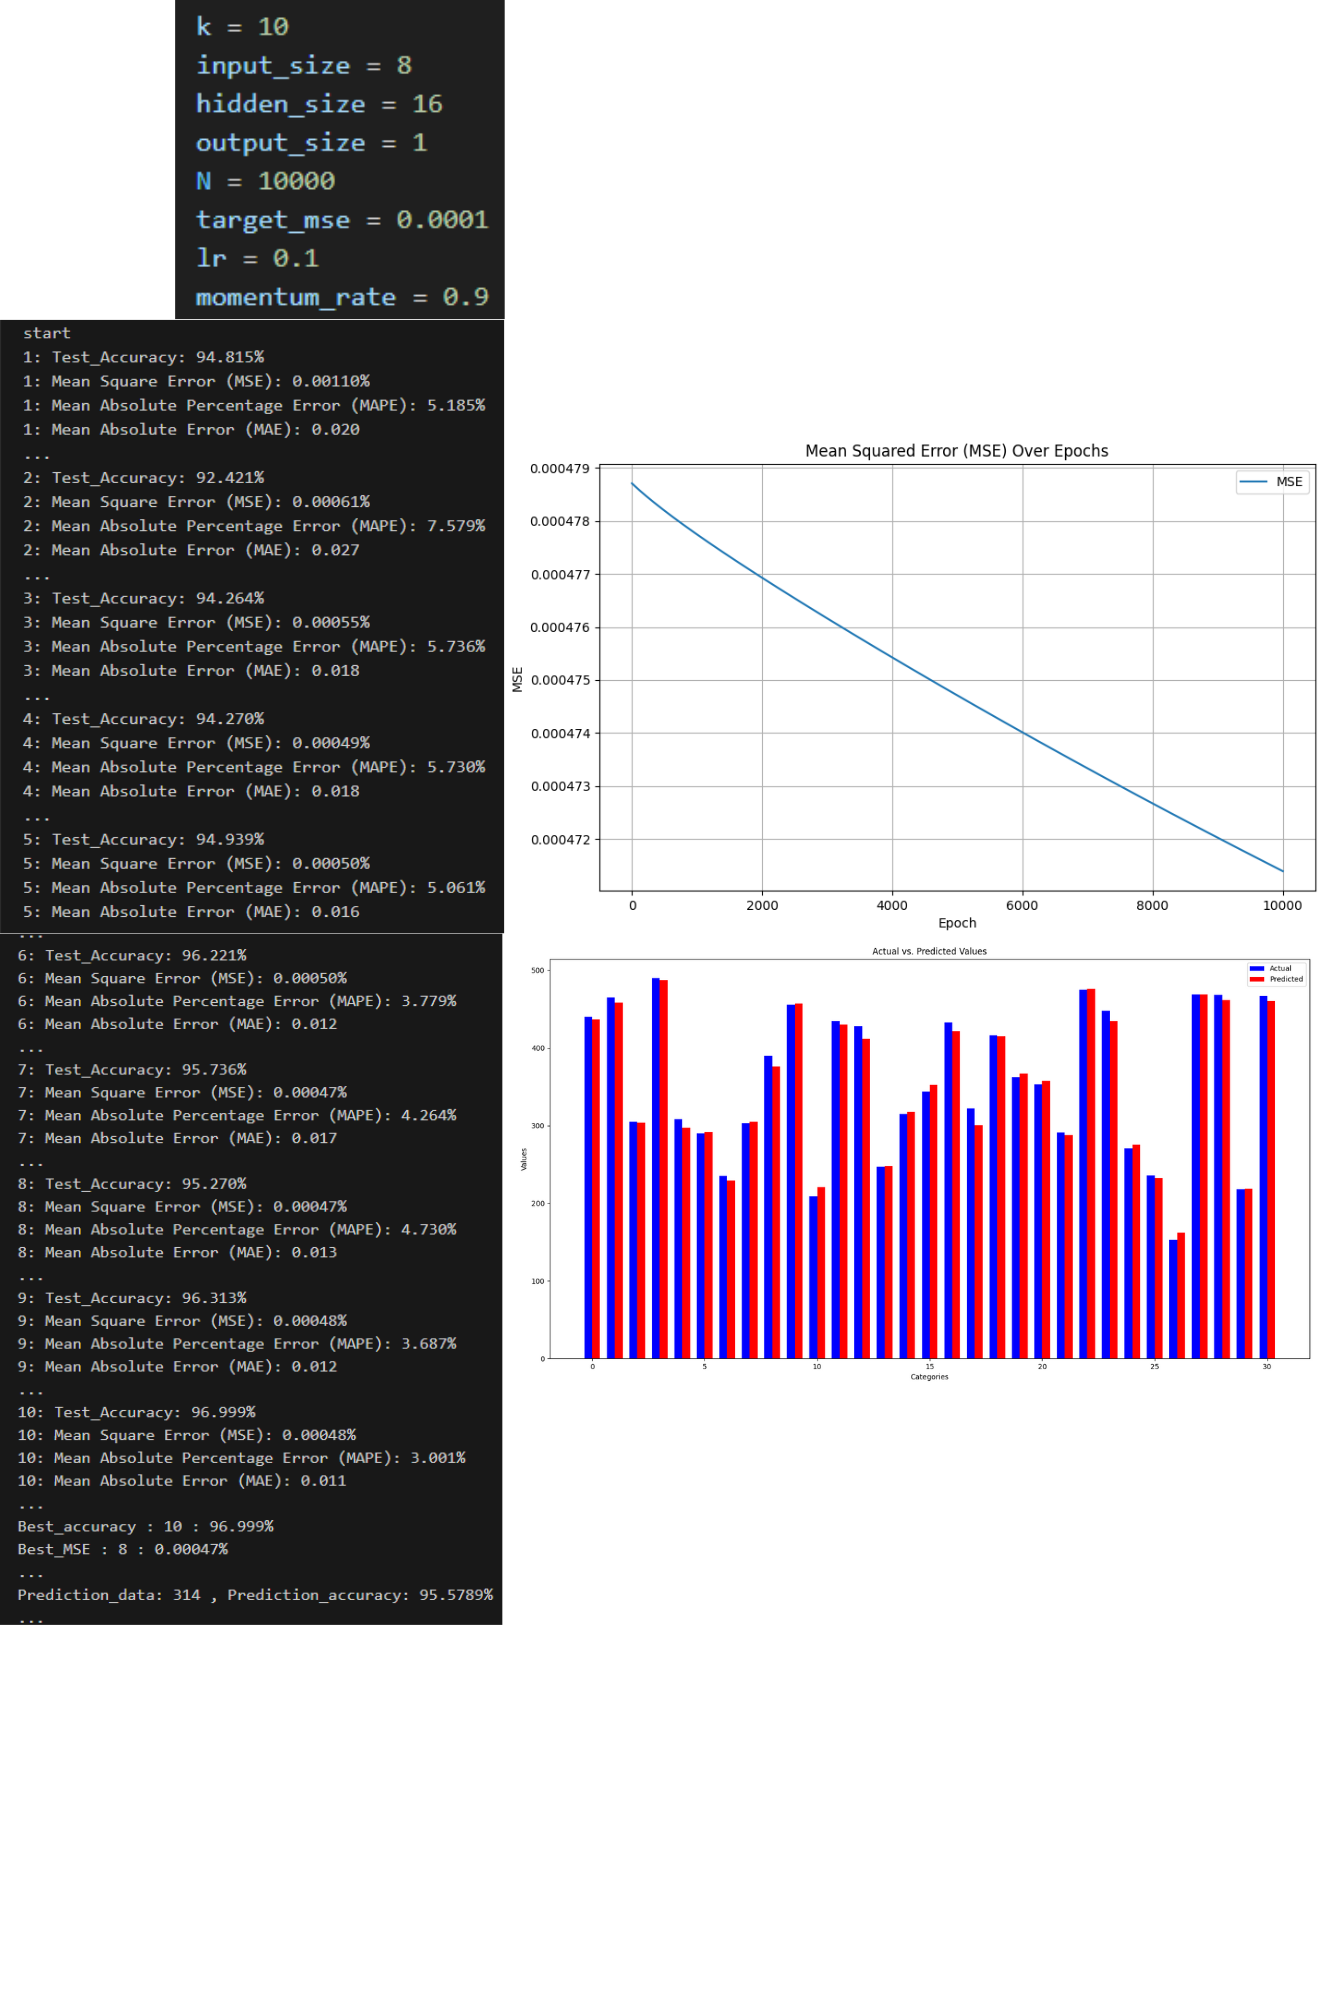 k = 10
input_size = 8
hidden_size = 16
output_size = 1
N = 10000
target_mse = 0.0001
lr = 0.1
momentum_rate = 0.9
start
1: Test_Accuracy: 94.815%
1: Mean Square Error (MSE): 0.00110%
1: Mean Absolute Percentage Error (MAPE): 5.185%
1: Mean Absolute Error (MAE): 0.020
...
2: Test_Accuracy: 92.421%
2: Mean Square Error (MSE): 0.00061%
2: Mean Absolute Percentage Error (MAPE): 7.579%
2: Mean Absolute Error (MAE): 0.027
...
3: Test_Accuracy: 94.264%
3: Mean Square Error (MSE): 0.00055%
3: Mean Absolute Percentage Error (MAPE): 5.736%
3: Mean Absolute Error (MAE): 0.018
...
4: Test_Accuracy: 94.270%
4: Mean Square Error (MSE): 0.00049%
4: Mean Absolute Percentage Error (MAPE): 5.730%
4: Mean Absolute Error (MAE): 0.018
...
5: Test_Accuracy: 94.939%
5: Mean Square Error (MSE): 0.00050%
5: Mean Absolute Percentage Error (MAPE): 5.061%
5: Mean Absolute Error (MAE): 0.016
...
6: Test_Accuracy: 96.221%
6: Mean Square Error (MSE): 0.00050%
6: Mean Absolute Percentage Error (MAPE): 3.779%
6: Mean Absolute Error (MAE): 0.012
...
7: Test_Accuracy: 95.736%
7: Mean Square Error (MSE): 0.00047%
7: Mean Absolute Percentage Error (MAPE): 4.264%
7: Mean Absolute Error (MAE): 0.017
...
8: Test_Accuracy: 95.270%
8: Mean Square Error (MSE): 0.00047%
8: Mean Absolute Percentage Error (MAPE): 4.730%
8: Mean Absolute Error (MAE): 0.013
...
9: Test_Accuracy: 96.313%
9: Mean Square Error (MSE): 0.00048%
9: Mean Absolute Percentage Error (MAPE): 3.687%
9: Mean Absolute Error (MAE): 0.012
...
10: Test_Accuracy: 96.999%
10: Mean Square Error (MSE): 0.00048%
10: Mean Absolute Percentage Error (MAPE): 3.001%
10: Mean Absolute Error (MAE): 0.011
...
Best_accuracy : 10 : 96.999%
Best_MSE : 8 : 0.00047%
...
Prediction_data: 314 , Prediction_accuracy: 95.5789%
...
Mean Squared Error (MSE) Over Epochs
MSE
0.000479
0.000478
0.000477
0.000476
0.000475
0.000474
0.000473
0.000472
MSE
0 2000 4000 6000 8000 10000
Epoch
Actual vs. Predicted Values
Actual
Predicted
500
400
300
200
100
0
Values
0 5 10 15 20 25 30
Categories